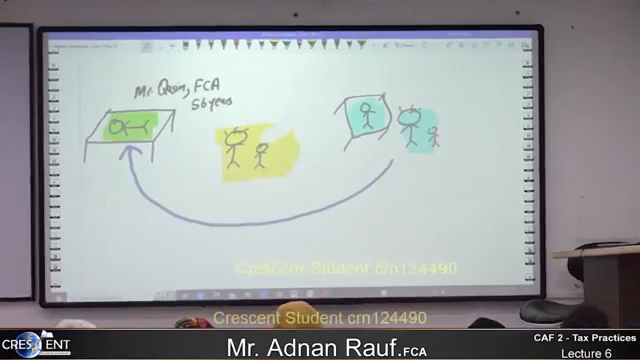 Mr. Qasim, FCA
56 years
Crescent Student crn124490
Crescent Student crn124490
CRESCENT
Mr. Adnan Rauf.FCA
CAF 2 - Tax Practices
Lecture 6